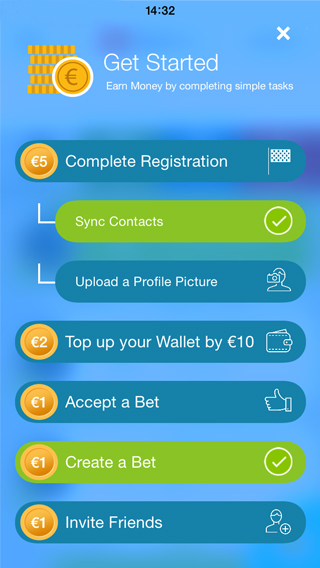 14:32
Get Started
Earn Money by completing simple tasks
€
€5 Complete Registration
Sync Contacts
Upload a Profile Picture
€2 Top up your Wallet by €10
€1 Accept a Bet
€1 Create a Bet
€1 Invite Friends